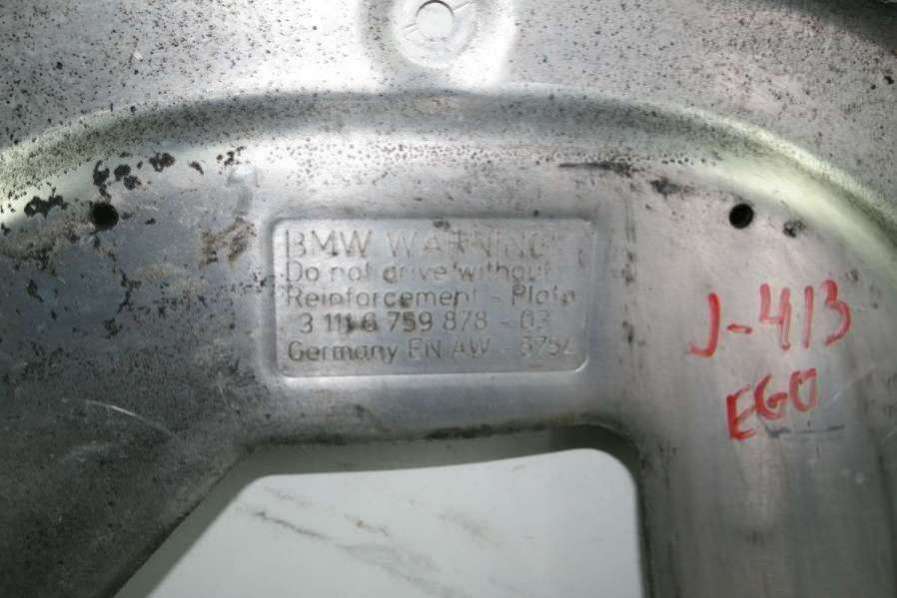 BMW WARNING
Do not drive without
Reinforcement - Plate
3 111 6 759 878 - 03
Germany EN AW - 5754
J-413
EGO